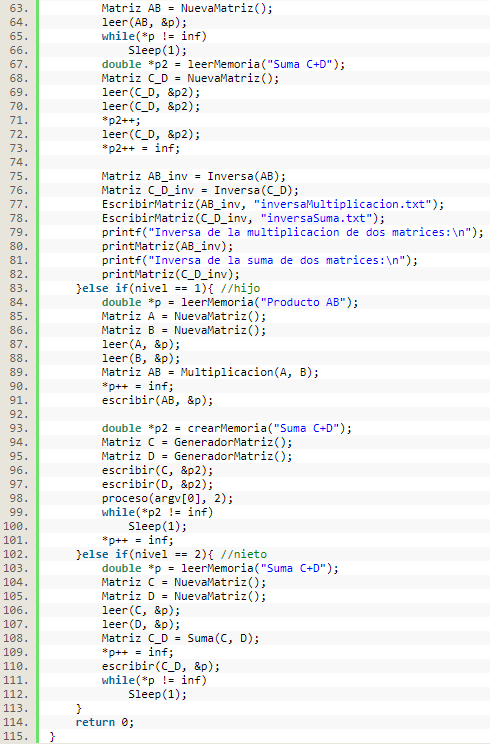 63. Matriz AB = NuevaMatriz();
64. leer(AB, &p);
65. while(*p != inf)
66. Sleep(1);
67. double *p2 = leerMemoria("Suma C+D");
68. Matriz C_D = NuevaMatriz();
69. leer(C_D, &p2);
70. leer(C_D, &p2);
71. *p2++;
72. leer(C_D, &p2);
73. *p2++ = inf;
74.
75. Matriz AB_inv = Inversa(AB);
76. Matriz C_D_inv = Inversa(C_D);
77. EscribirMatriz(AB_inv, "inversaMultiplicacion.txt");
78. EscribirMatriz(C_D_inv, "inversaSuma.txt");
79. printf("Inversa de la multiplicacion de dos matrices:\n");
80. printMatriz(AB_inv);
81. printf("Inversa de la suma de dos matrices:\n");
82. printMatriz(C_D_inv);
83. }else if(nivel == 1){ //hijo
84. double *p = leerMemoria("Producto AB");
85. Matriz A = NuevaMatriz();
86. Matriz B = NuevaMatriz();
87. leer(A, &p);
88. leer(B, &p);
89. Matriz AB = Multiplicacion(A, B);
90. *p++ = inf;
91. escribir(AB, &p);
92.
93. double *p2 = crearMemoria("Suma C+D");
94. Matriz C = GeneradorMatriz();
95. Matriz D = GeneradorMatriz();
96. escribir(C, &p2);
97. escribir(D, &p2);
98. proceso(argv[0], 2);
99. while(*p2 != inf)
100. Sleep(1);
101. *p++ = inf;
102. }else if(nivel == 2){ //nieto
103. double *p = leerMemoria("Suma C+D");
104. Matriz C = NuevaMatriz();
105. Matriz D = NuevaMatriz();
106. leer(C, &p);
107. leer(D, &p);
108. Matriz C_D = Suma(C, D);
109. *p++ = inf;
110. escribir(C_D, &p);
111. while(*p != inf)
112. Sleep(1);
113. }
114. return 0;
115. }